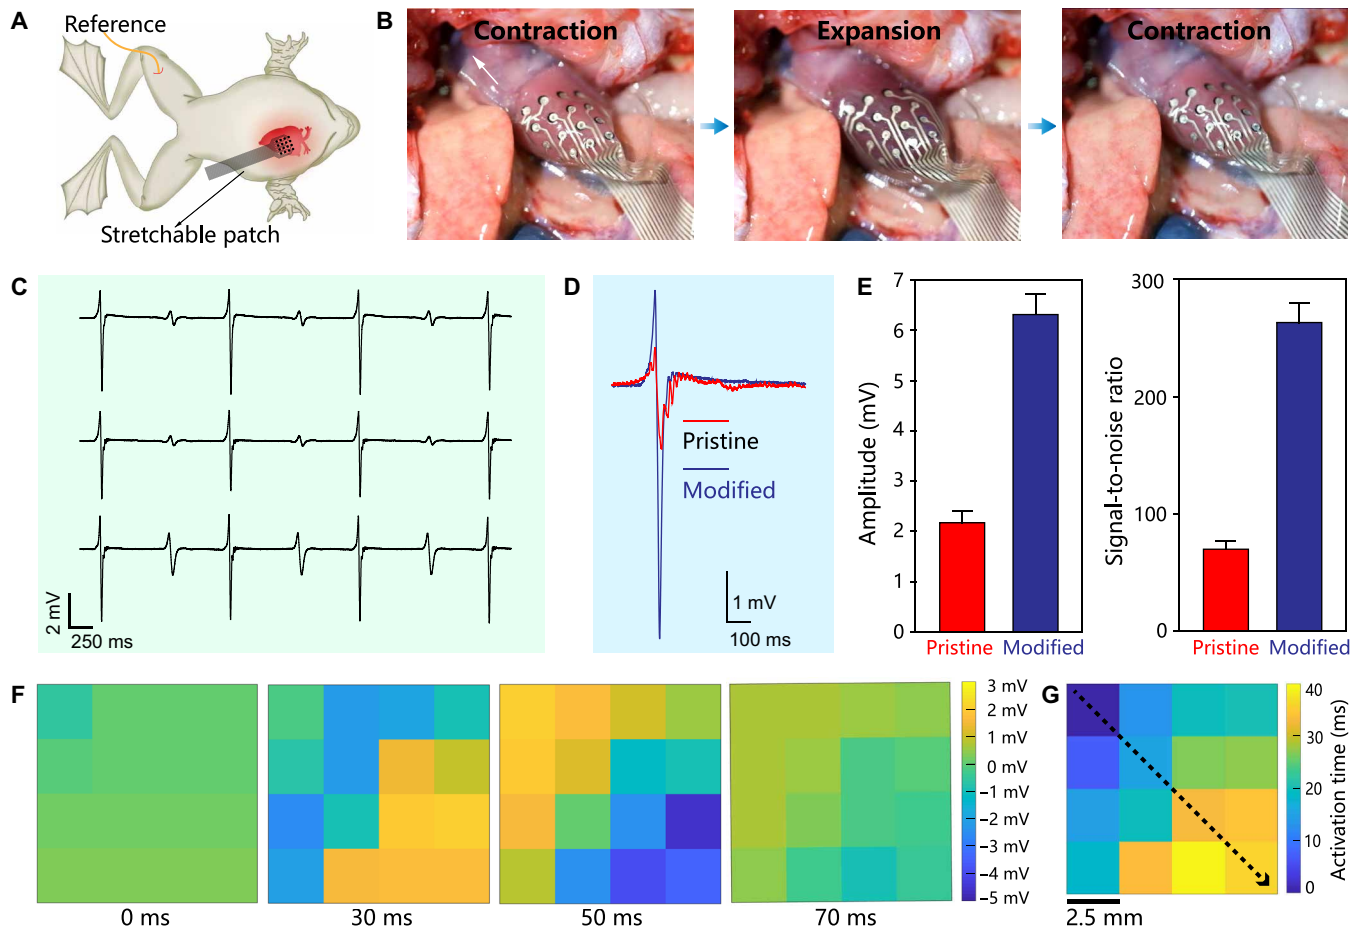 A
Reference
Stretchable patch
B
Contraction
Expansion
Contraction
C
2 mV
250 ms
D
Pristine
Modified
1 mV
100 ms
E
Amplitude (mV)
7
6
5
4
3
2
1
0
Pristine
Modified
Signal-to-noise ratio
300
200
100
0
Pristine
Modified
F
0 ms
30 ms
50 ms
70 ms
3 mV
2 mV
1 mV
0 mV
−1 mV
−2 mV
−3 mV
−4 mV
−5 mV
G
2.5 mm
40
30
20
10
0
Activation time (ms)